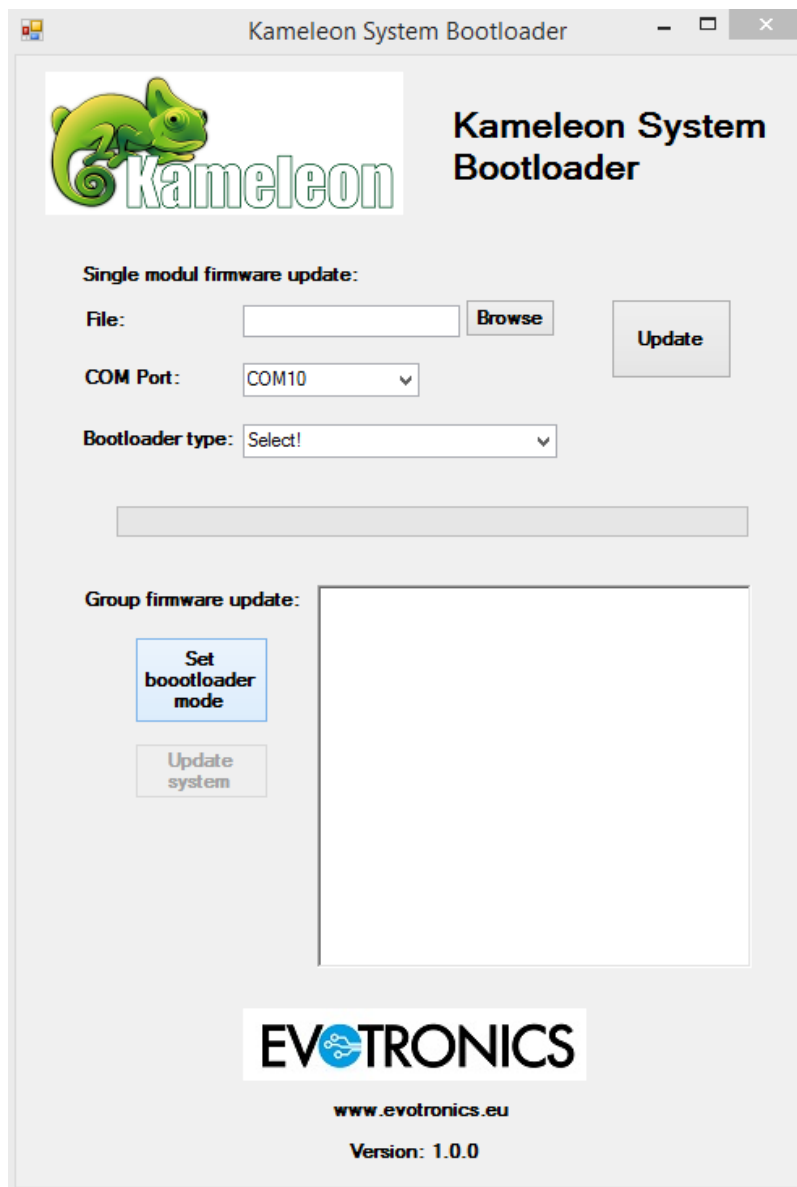 Kameleon System Bootloader
Kameleon
Kameleon System
Bootloader
Single modul firmware update:
File:
Browse
Update
COM Port:
COM10
Bootloader type:
Select!
Group firmware update:
Set
boootloader
mode
Update
system
EVOTRONICS
www.evotronics.eu
Version: 1.0.0